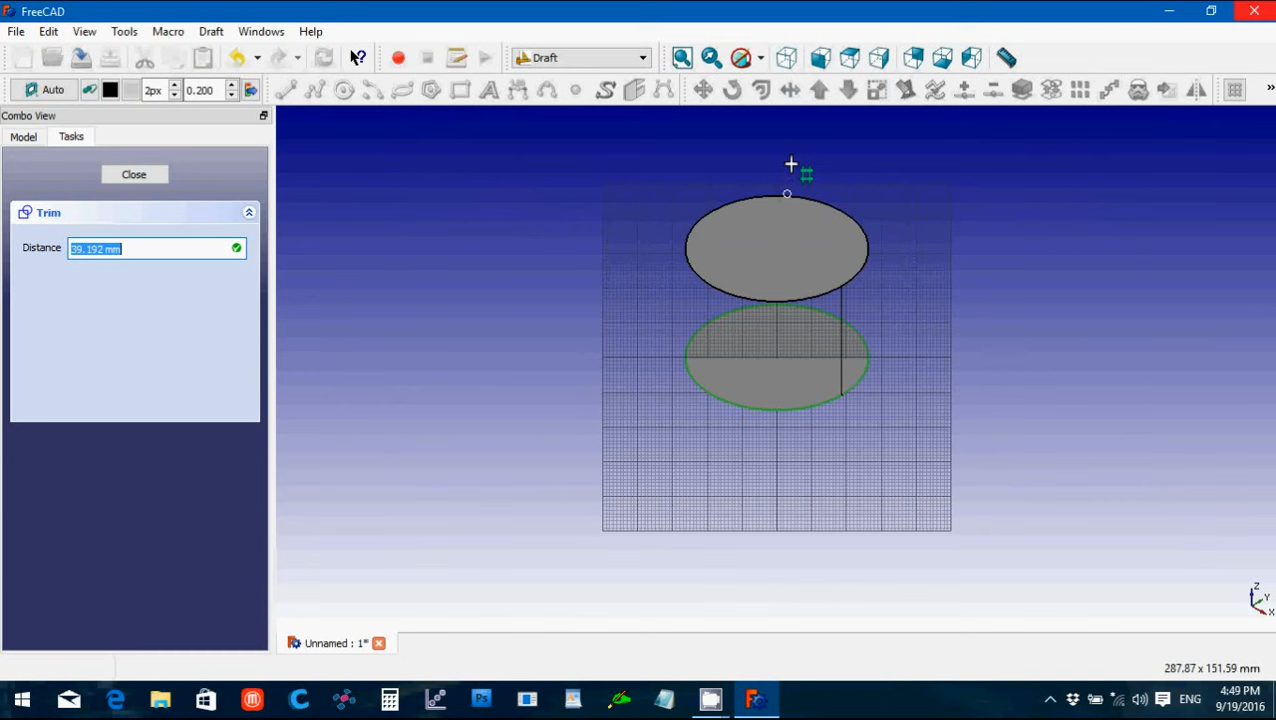 FreeCAD
File Edit View Tools Macro Draft Windows Help
Draft
Auto 2px 0.200
Combo View
Model Tasks
Close
Trim
Distance 39.192 mm
Z
Y
X
Unnamed : 1*
287.87 x 151.59 mm
ENG 4:49 PM
9/19/2016